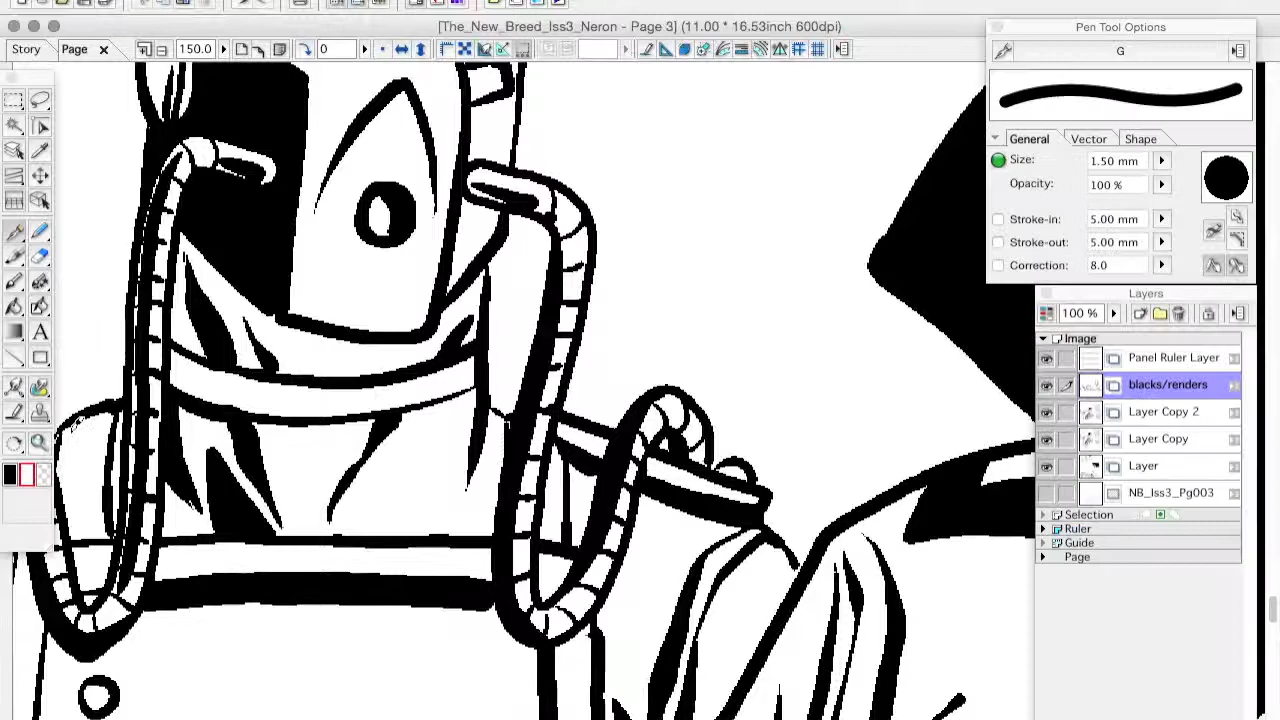 [The_New_Breed_Iss3_Neron - Page 3] (11.00 * 16.53inch 600dpi)
Story Page 150.0 0
Pen Tool Options
G
General Vector Shape
Size: 1.50 mm
Opacity: 100 %
Stroke-in: 5.00 mm
Stroke-out: 5.00 mm
Correction: 8.0
Layers
100 %
Image
Panel Ruler Layer
blacks/renders
Layer Copy 2
Layer Copy
Layer
NB_Iss3_Pg003
Selection
Ruler
Guide
Page